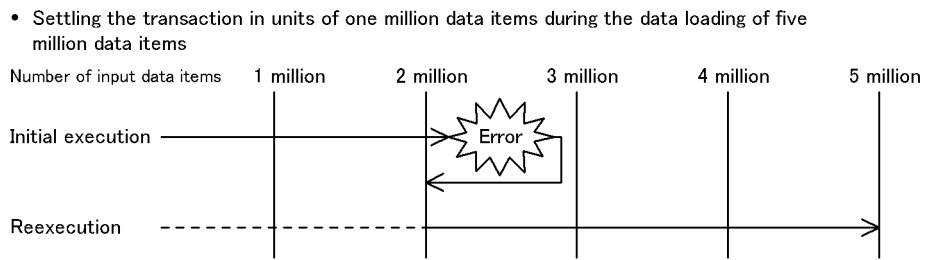 • Settling the transaction in units of one million data items during the data loading of five
million data items
Number of input data items 1 million 2 million 3 million 4 million 5 million
Initial execution Error
Reexecution